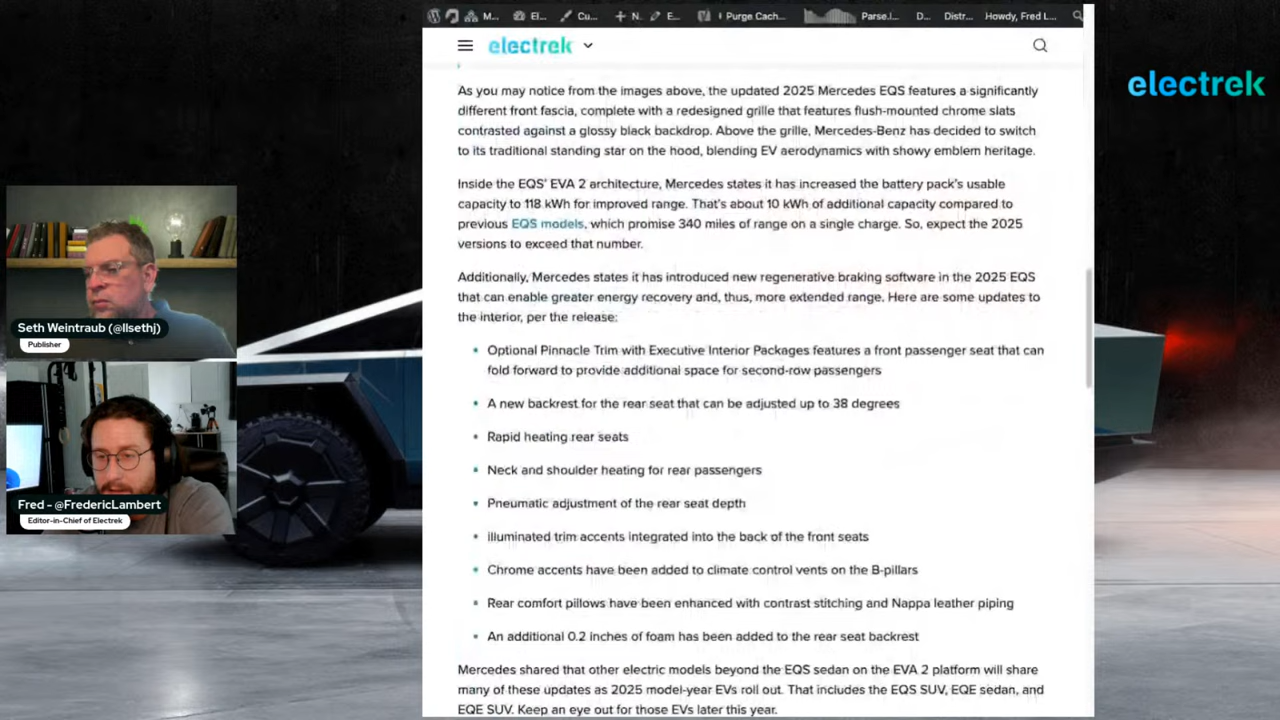 M...
El...
Cu...
N.
E...
Purge Cach...
Parse.l...
D...
Distr...
Howdy, Fred L...
electrek
electrek
As you may notice from the images above, the updated 2025 Mercedes EQS features a significantly
different front fascia, complete with a redesigned grille that features flush-mounted chrome slats
contrasted against a glossy black backdrop. Above the grille, Mercedes-Benz has decided to switch
to its traditional standing star on the hood, blending EV aerodynamics with showy emblem heritage.
Inside the EQS' EVA 2 architecture, Mercedes states it has increased the battery pack's usable
capacity to 118 kWh for improved range. That's about 10 kWh of additional capacity compared to
previous EQS models, which promise 340 miles of range on a single charge. So, expect the 2025
versions to exceed that number.
Additionally, Mercedes states it has introduced new regenerative braking software in the 2025 EQS
that can enable greater energy recovery and, thus, more extended range. Here are some updates to
the interior, per the release:
• Optional Pinnacle Trim with Executive Interior Packages features a front passenger seat that can
fold forward to provide additional space for second-row passengers
• A new backrest for the rear seat that can be adjusted up to 38 degrees
• Rapid heating rear seats
• Neck and shoulder heating for rear passengers
• Pneumatic adjustment of the rear seat depth
• illuminated trim accents integrated into the back of the front seats
• Chrome accents have been added to climate control vents on the B-pillars
• Rear comfort pillows have been enhanced with contrast stitching and Nappa leather piping
• An additional 0.2 inches of foam has been added to the rear seat backrest
Mercedes shared that other electric models beyond the EQS sedan on the EVA 2 platform will share
many of these updates as 2025 model-year EVs roll out. That includes the EQS SUV, EQE sedan, and
EQE SUV. Keep an eye out for those EVs later this year.
Seth Weintraub (@llsethj)
Publisher
Fred - @FredericLambert
Editor-in-Chief of Electrek